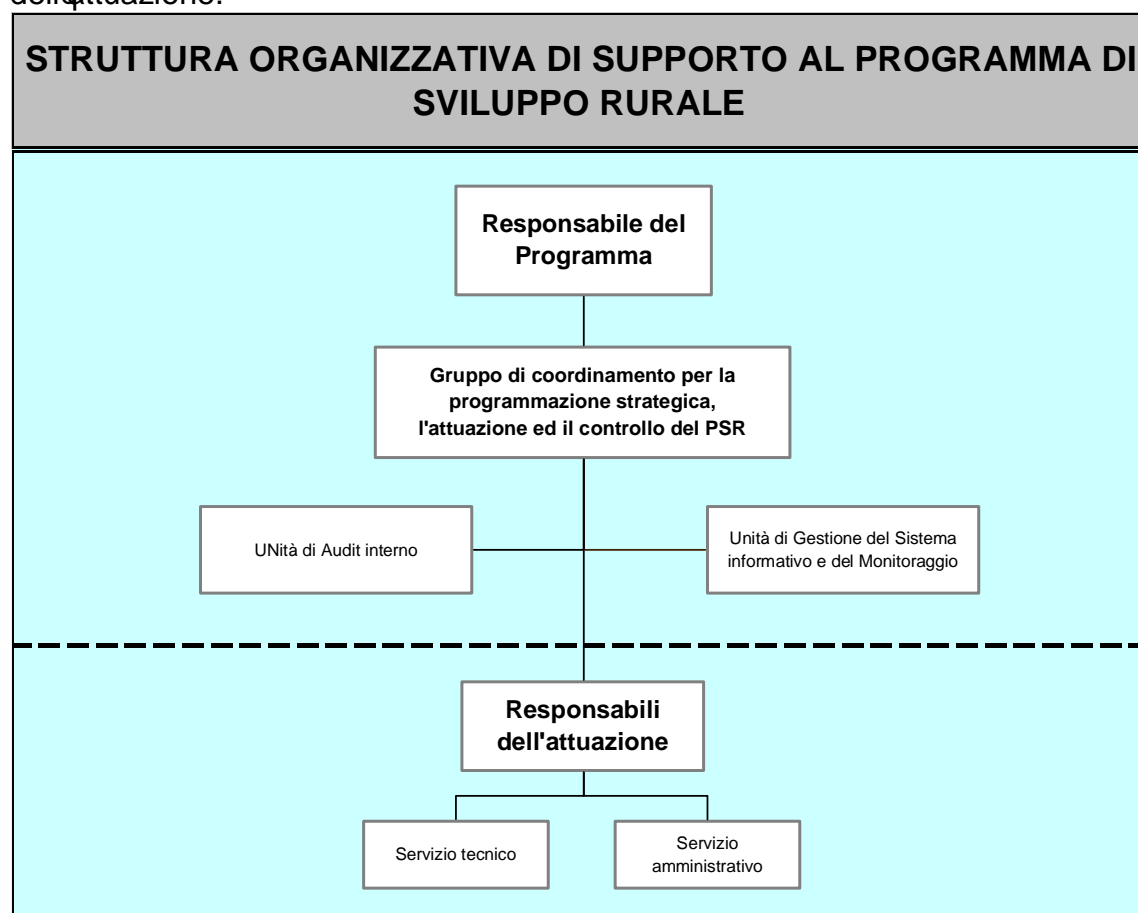 dell'attuazione.
STRUTTURA ORGANIZZATIVA DI SUPPORTO AL PROGRAMMA DI
SVILUPPO RURALE
Responsabile del
Programma
Gruppo di coordinamento per la
programmazione strategica,
l'attuazione ed il controllo del PSR
UNità di Audit interno
Unità di Gestione del Sistema
informativo e del Monitoraggio
Responsabili
dell'attuazione
Servizio tecnico
Servizio
amministrativo